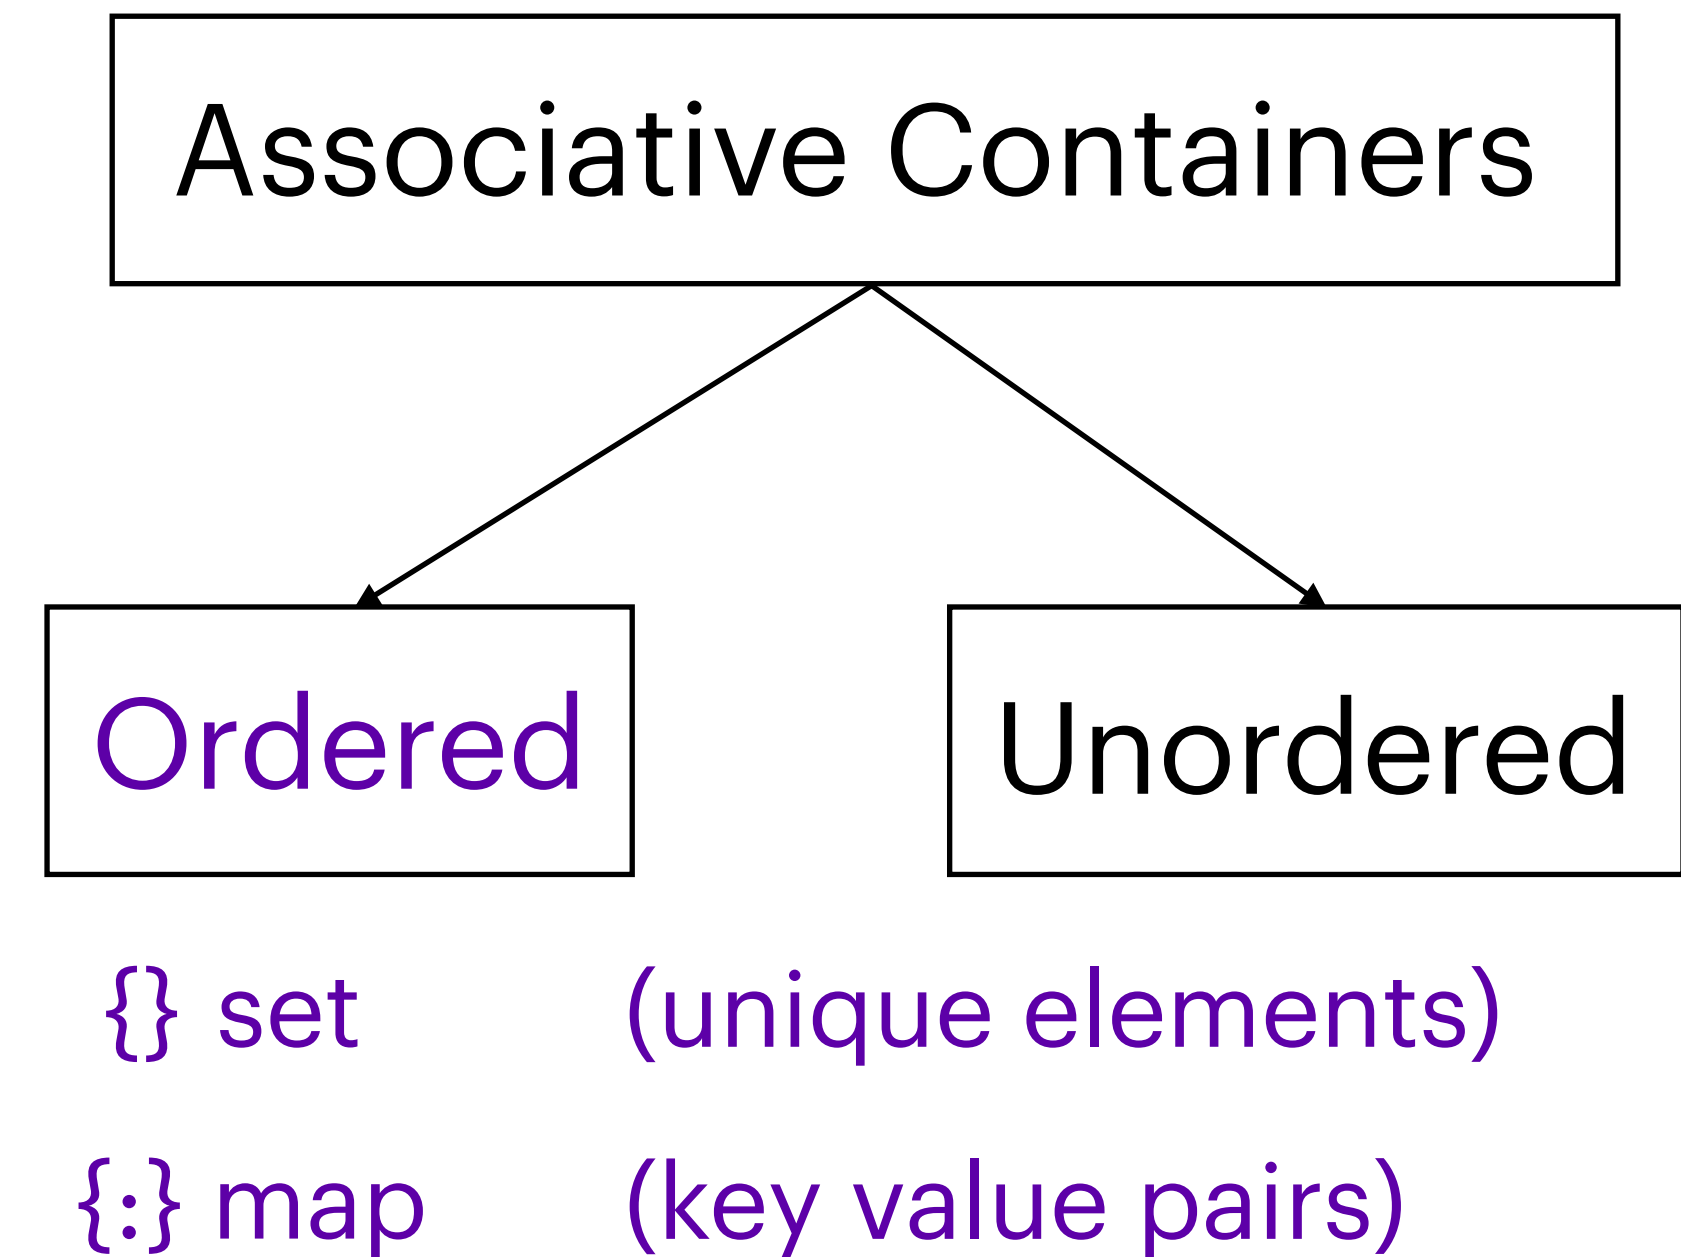 Associative Containers
Ordered
Unordered
{} set (unique elements)
{:} map (key value pairs)